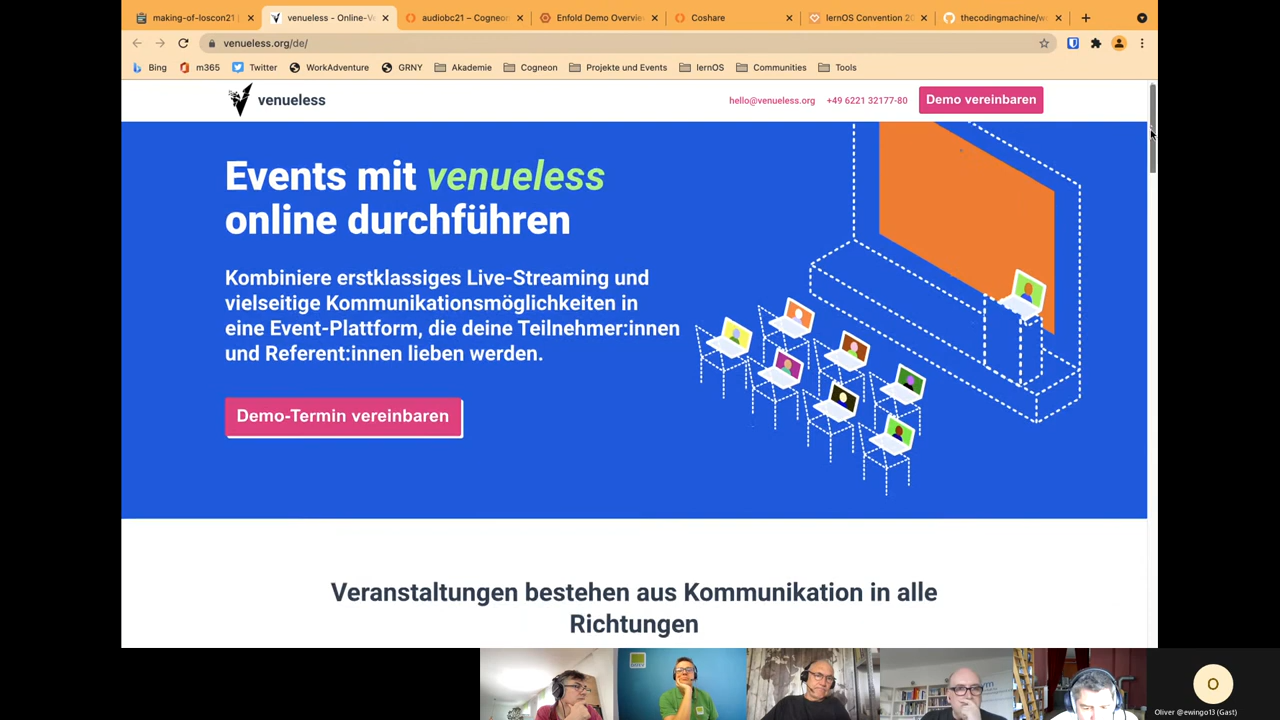 making-of-loscon21 |
venueless - Online-Ve
audiobc21 – Cogneon
Enfold Demo Overview
Coshare
lernOS Convention 20
thecodingmachine/wo
venueless.org/de/
Bing
m365
Twitter
WorkAdventure
GRNY
Akademie
Cogneon
Projekte und Events
lernOS
Communities
Tools
venueless
hello@venueless.org
+49 6221 32177-80
Demo vereinbaren
Events mit venueless
online durchführen
Kombiniere erstklassiges Live-Streaming und
vielseitige Kommunikationsmöglichkeiten in
eine Event-Plattform, die deine Teilnehmer:innen
und Referent:innen lieben werden.
Demo-Termin vereinbaren
Veranstaltungen bestehen aus Kommunikation in alle
Richtungen
O
Oliver @ewingo13 (Gast)